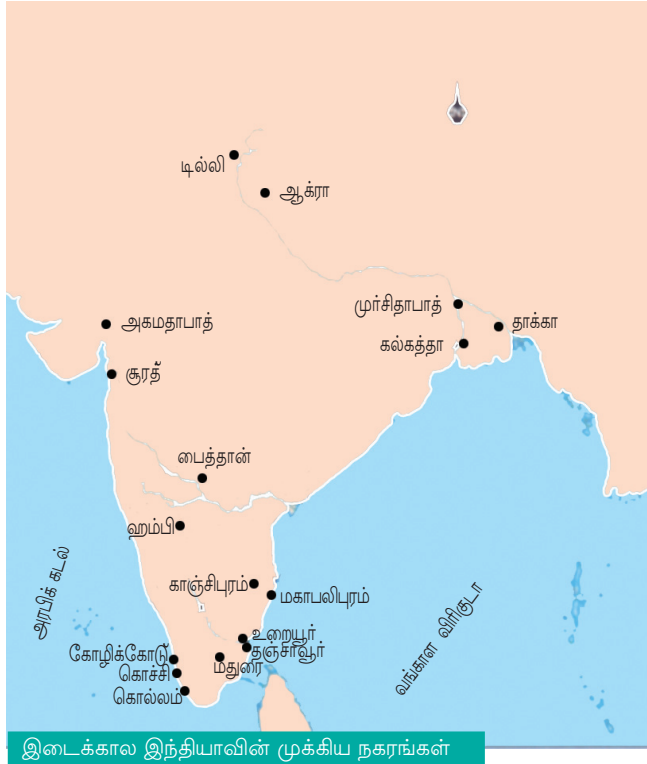 டில்லி
ஆக்ரா
முர்சிதாபாத்
அகமதாபாத்
தாக்கா
கல்கத்தா
சூரத்
பைத்தான்
ஹம்பி
காஞ்சிபுரம்
மகாபலிபுரம்
அரபிக் கடல்
வங்காள விரிகுடா
உறையூர்
தஞ்சாவூர்
கோழிக்கோடு
மதுரை
கொச்சி
கொல்லம்
இடைக்கால இந்தியாவின் முக்கிய நகரங்கள்